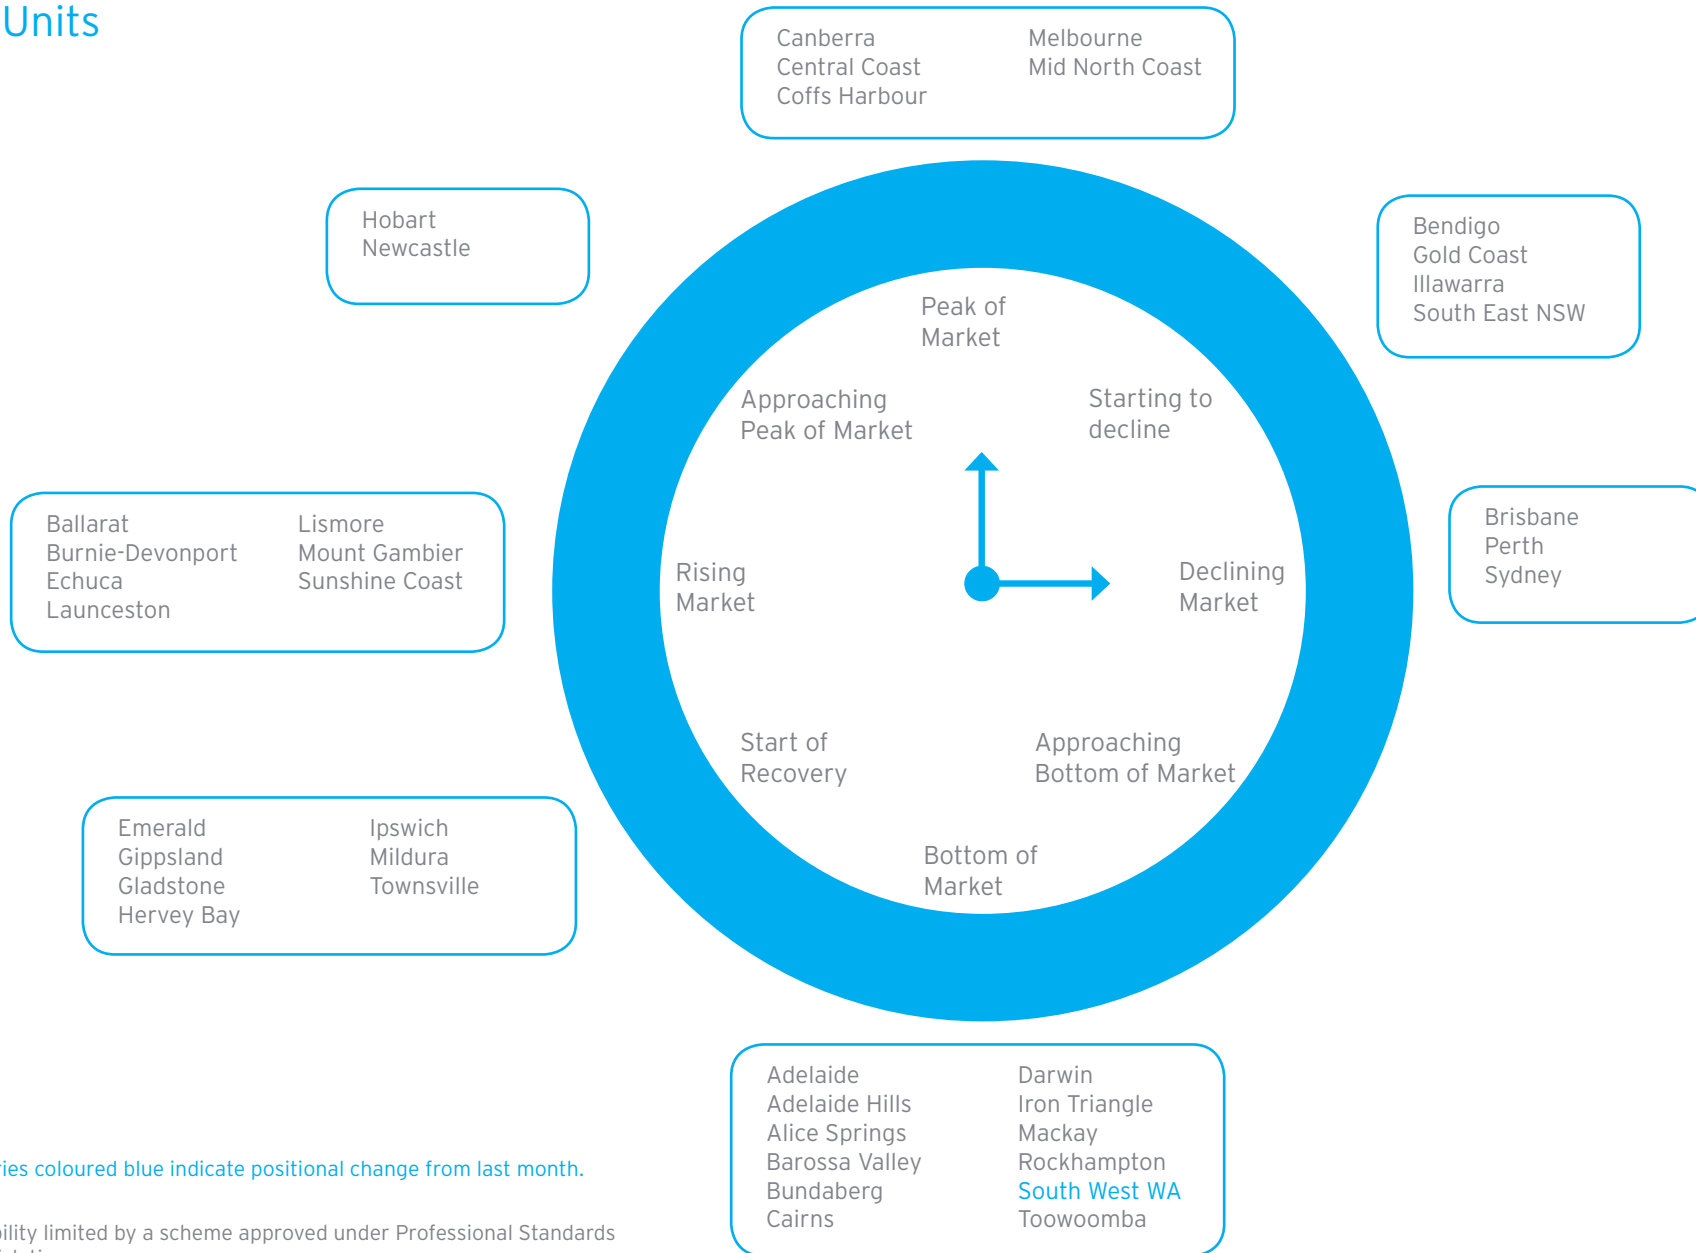 Units
Canberra
Central Coast
Coffs Harbour
Melbourne
Mid North Coast
Hobart
Newcastle
Bendigo
Gold Coast
Illawarra
South East NSW
Peak of
Market
Approaching
Peak of Market
Starting to
decline
Ballarat
Burnie-Devonport
Echuca
Launceston
Lismore
Mount Gambier
Sunshine Coast
Rising
Market
Declining
Market
Brisbane
Perth
Sydney
Start of
Recovery
Approaching
Bottom of Market
Emerald
Gippsland
Gladstone
Hervey Bay
Ipswich
Mildura
Townsville
Bottom of
Market
Adelaide
Adelaide Hills
Alice Springs
Barossa Valley
Bundaberg
Cairns
Darwin
Iron Triangle
Mackay
Rockhampton
South West WA
Toowoomba
coloured blue indicate positional change from last month.
limited by a scheme approved under Professional Standards